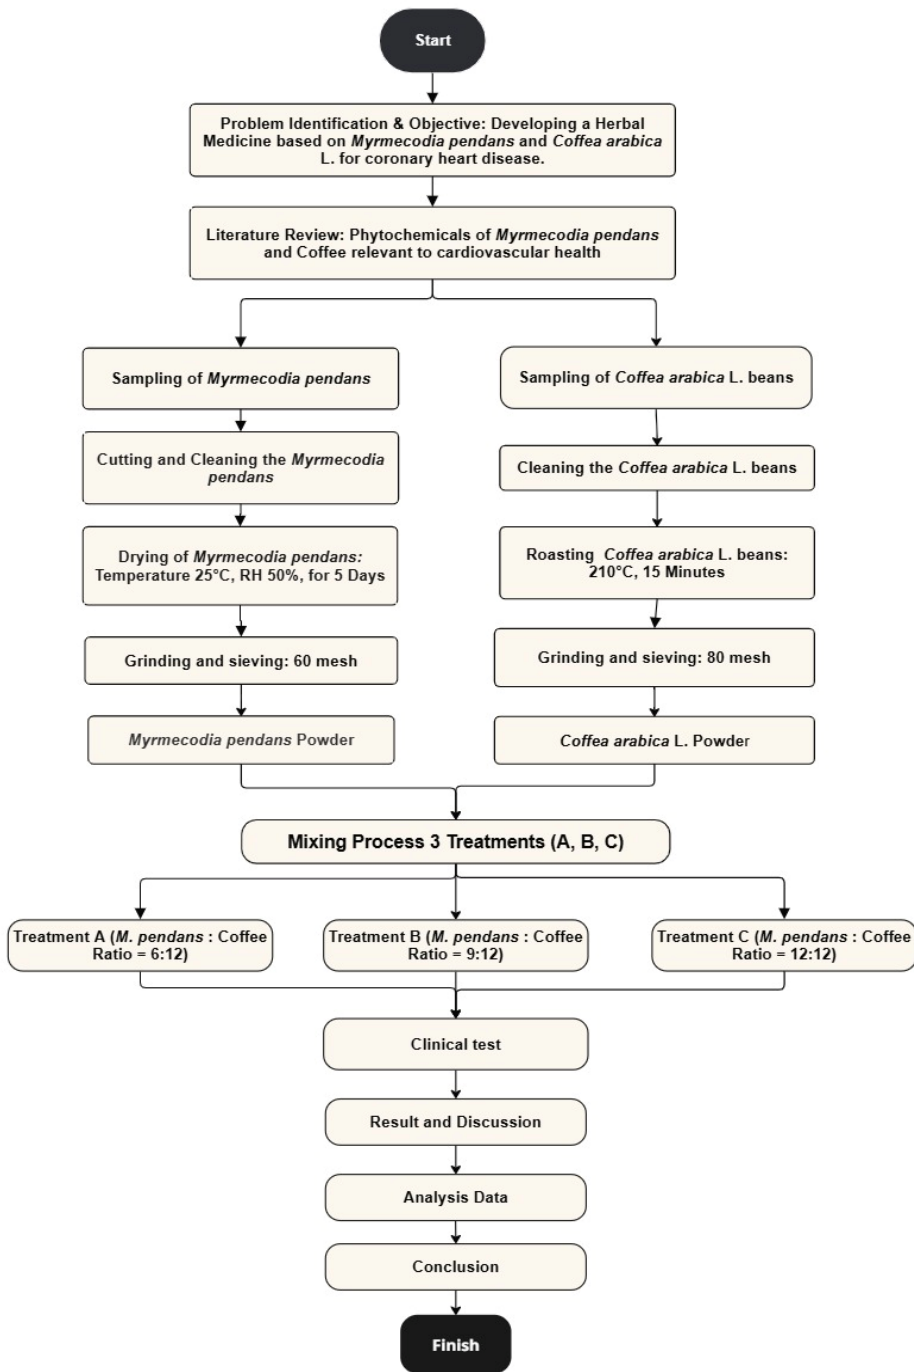 Start
Problem Identification & Objective: Developing a Herbal
Medicine based on Myrmecodia pendans and Coffea arabica
L. for coronary heart disease.
Literature Review: Phytochemicals of Myrmecodia pendans
and Coffee relevant to cardiovascular health
Sampling of Myrmecodia pendans
Sampling of Coffea arabica L. beans
Cutting and Cleaning the Myrmecodia
pendans
Cleaning the Coffea arabica L. beans
Drying of Myrmecodia pendans:
Temperature 25°C, RH 50%, for 5 Days
Roasting Coffea arabica L. beans:
210°C, 15 Minutes
Grinding and sieving: 60 mesh
Grinding and sieving: 80 mesh
Myrmecodia pendans Powder
Coffea arabica L. Powder
Mixing Process 3 Treatments (A, B, C)
Treatment A (M. pendans : Coffee
Ratio = 6:12)
Treatment B (M. pendans : Coffee
Ratio = 9:12)
Treatment C (M. pendans : Coffee
Ratio = 12:12)
Clinical test
Result and Discussion
Analysis Data
Conclusion
Finish